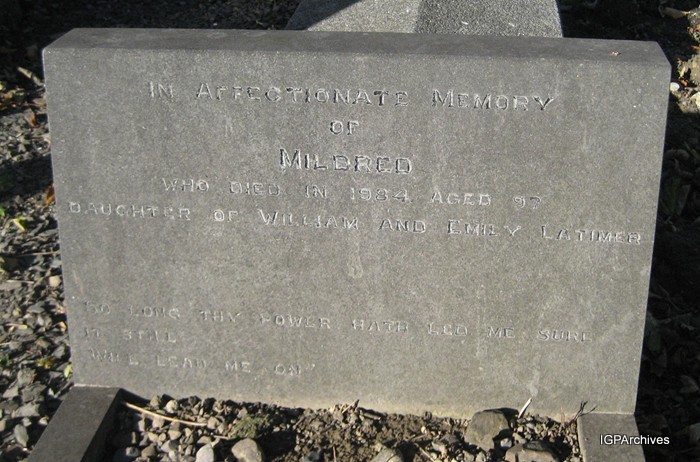 In Affectionate Memory
of
Mildred
who died in 1984 aged
daughter of William and Emily Latimer
"So long thy power hath led me sure
it still
will lead me on"
IGPArchives